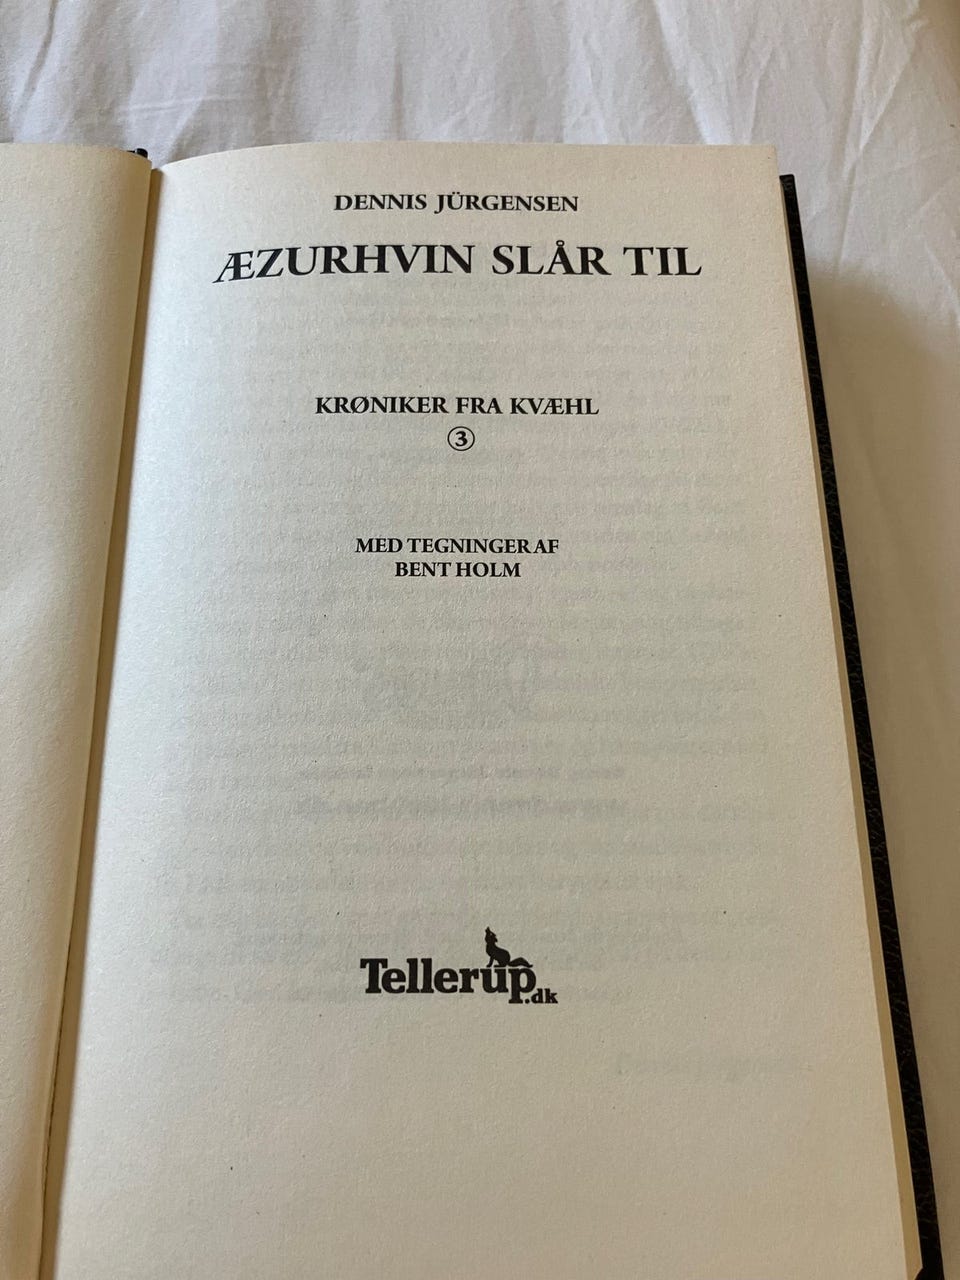 DENNIS JÜRGENSEN
ÆZURHVIN SLÅR TIL
KRØNIKER FRA KVÆHL
③
MED TEGNINGER AF
BENT HOLM
Tellerup.dk